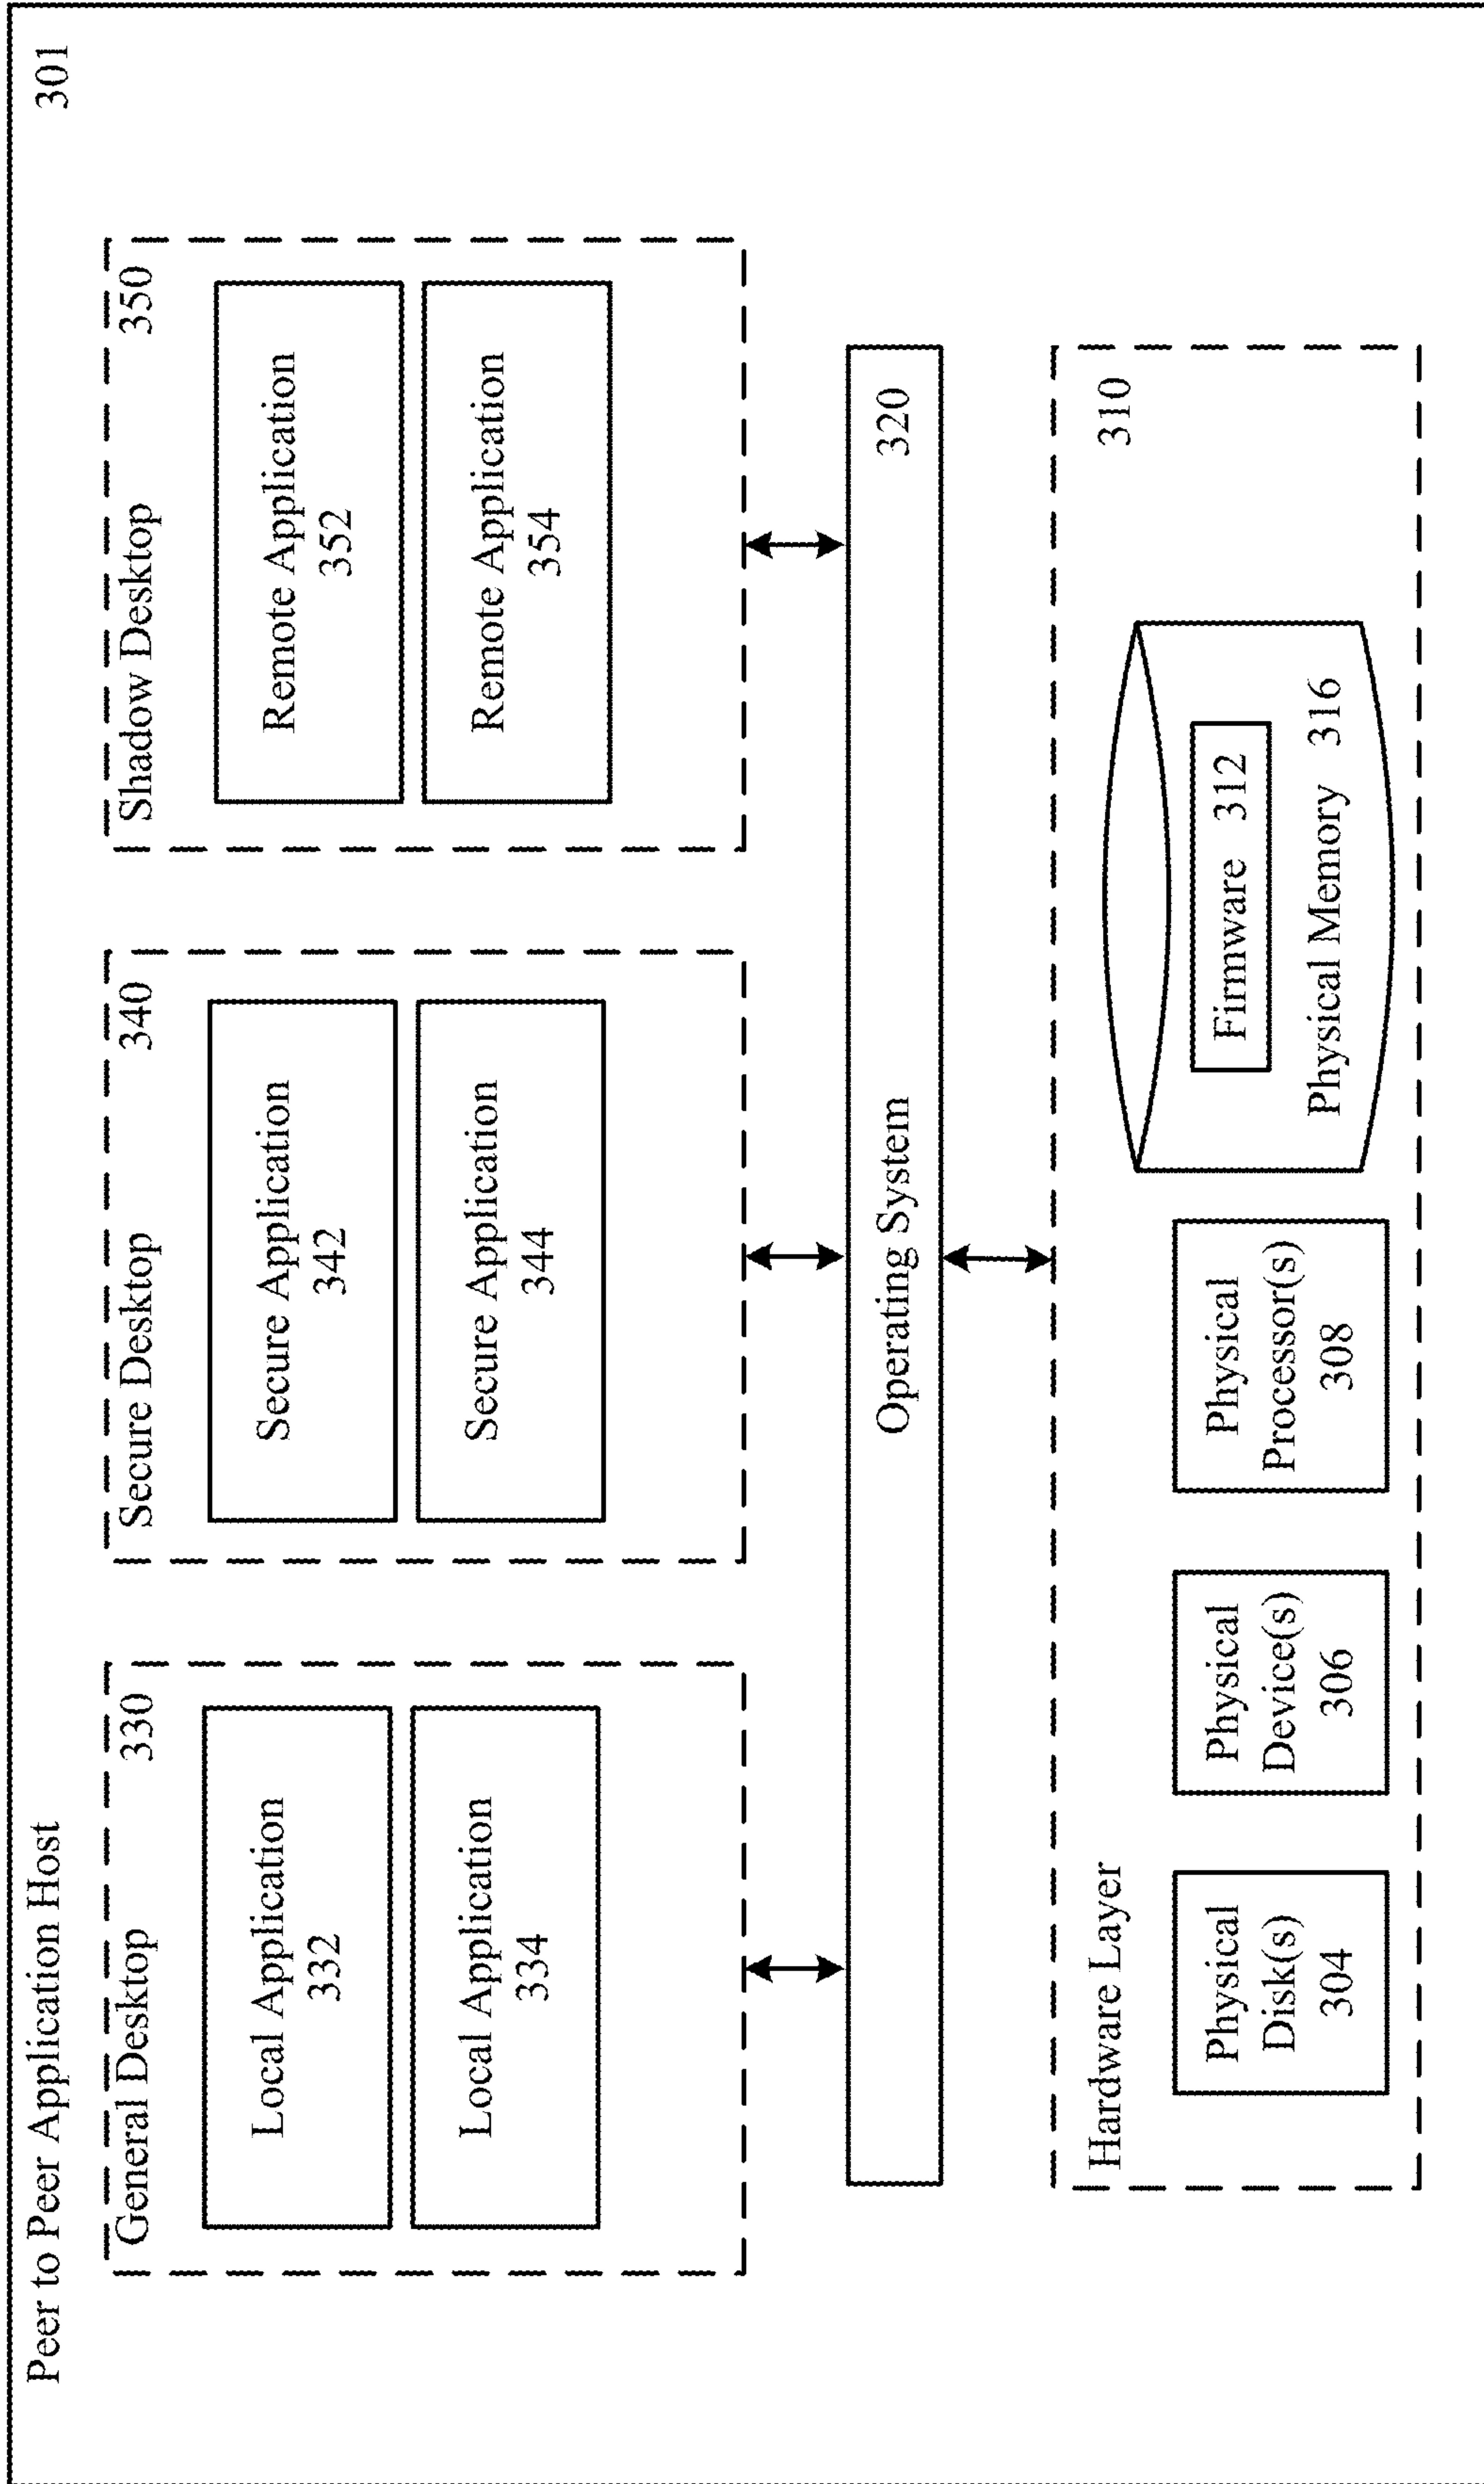 Peer to Peer Application Host
301
General Desktop
330
Local Application
332
Local Application
334
Secure Desktop
340
Secure Application
342
Secure Application
344
Shadow Desktop
350
Remote Application
352
Remote Application
354
Operating System
320
Hardware Layer
310
Physical
Disk(s)
304
Physical
Device(s)
306
Physical
Processor(s)
308
Firmware 312
Physical Memory 316